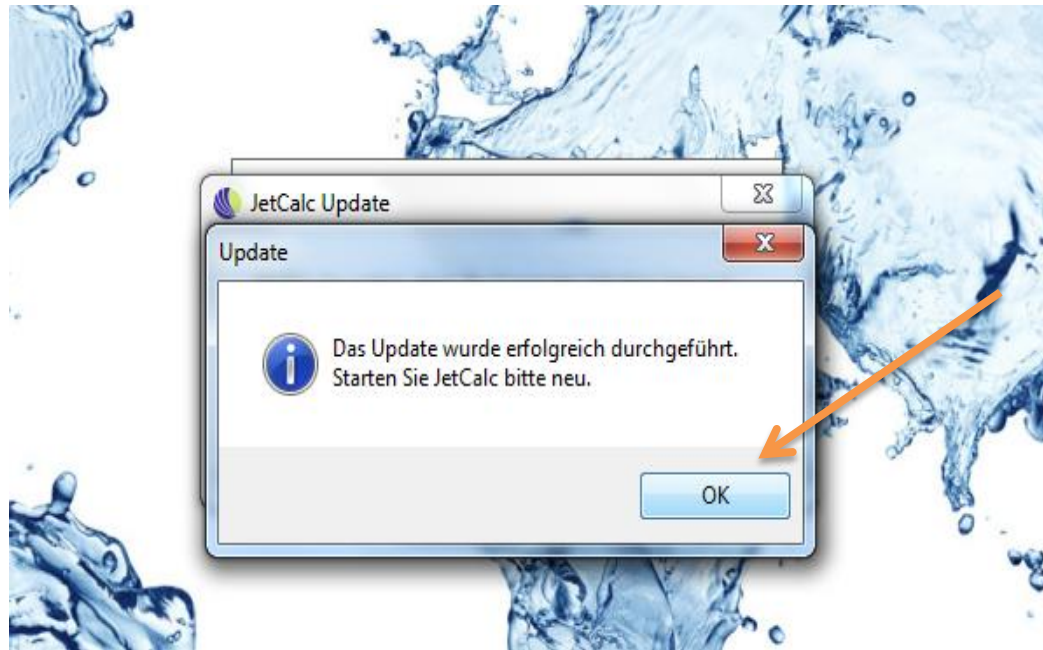 JetCalc Update
Update
Das Update wurde erfolgreich durchgeführt.
Starten Sie JetCalc bitte neu.
OK